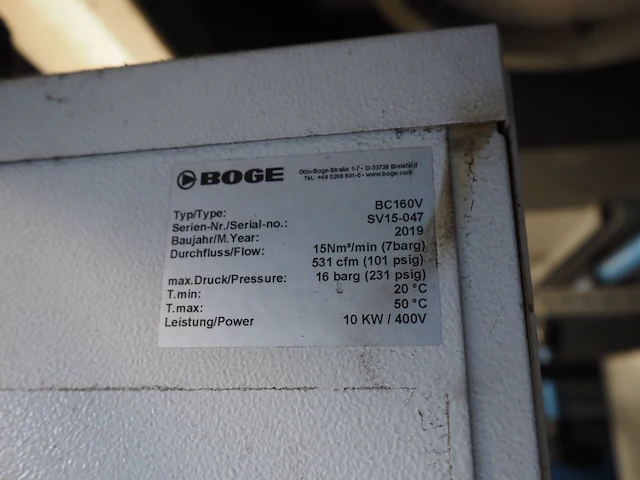 BOGE
Otto-Boge-Straße 1-7 • D-33739 Bielefeld
Tel.: +49 5206 601-0 • www.boge.com
Typ/Type: BC160V
Serien-Nr./Serial-no.: SV15-047
Baujahr/M.Year: 2019
Durchfluss/Flow: 15Nm³/min (7barg)
531 cfm (101 psig)
max.Druck/Pressure: 16 barg (231 psig)
T.min: 20 °C
T.max: 50 °C
Leistung/Power 10 KW / 400V